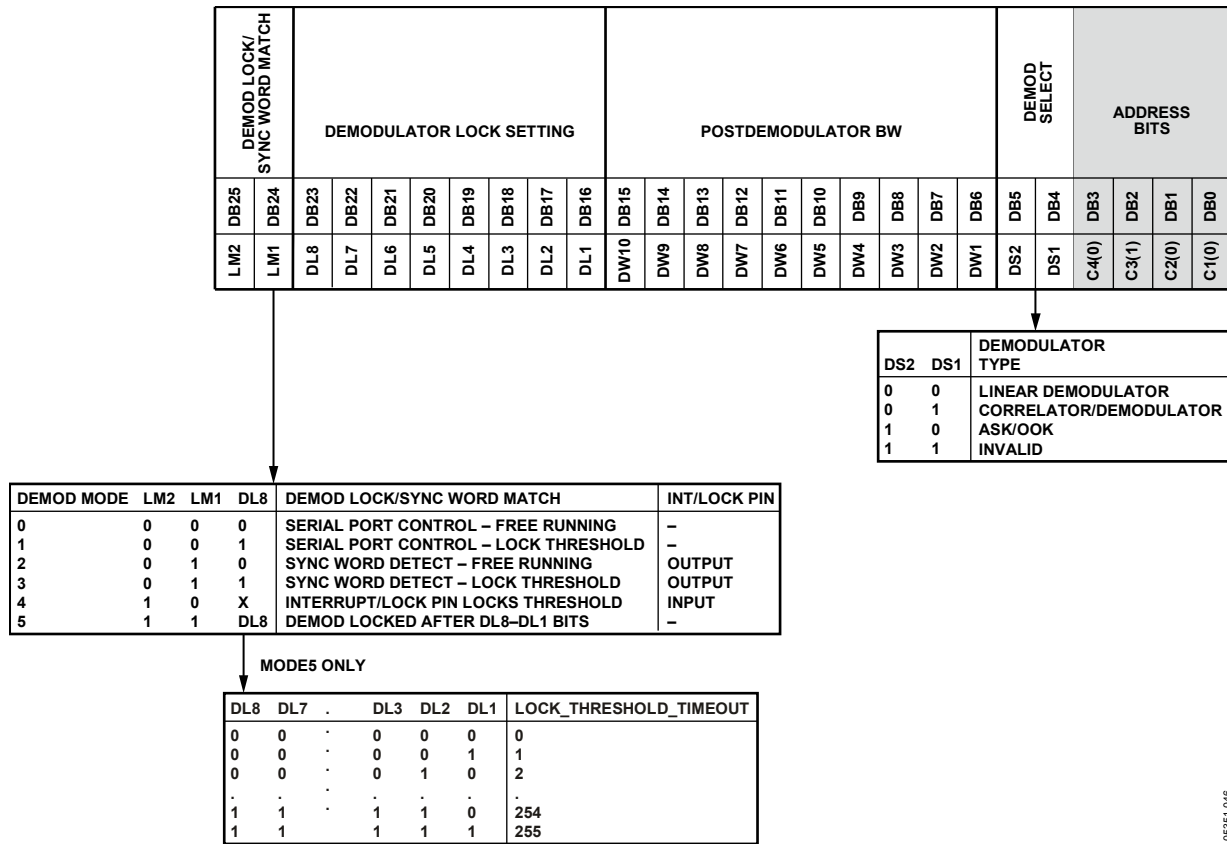 DEMOD LOCK/
SYNC WORD MATCH
DEMODULATOR LOCK SETTING
POSTDEMODULATOR BW
DEMOD
SELECT
ADDRESS
BITS
DB25 DB24 DB23 DB22 DB21 DB20 DB19 DB18 DB17 DB16 DB15 DB14 DB13 DB12 DB11 DB10 DB9 DB8 DB7 DB6 DB5 DB4 DB3 DB2 DB1 DB0
LM2 LM1 DL8 DL7 DL6 DL5 DL4 DL3 DL2 DL1 DW10 DW9 DW8 DW7 DW6 DW5 DW4 DW3 DW2 DW1 DS2 DS1 C4(0) C3(1) C2(0) C1(0)
DEMODULATOR
DS2 DS1 TYPE
0 0 LINEAR DEMODULATOR
0 1 CORRELATOR/DEMODULATOR
1 0 ASK/OOK
1 1 INVALID
DEMOD MODE LM2 LM1 DL8 DEMOD LOCK/SYNC WORD MATCH INT/LOCK PIN
0 0 0 0 SERIAL PORT CONTROL – FREE RUNNING –
1 0 0 1 SERIAL PORT CONTROL – LOCK THRESHOLD –
2 0 1 0 SYNC WORD DETECT – FREE RUNNING OUTPUT
3 0 1 1 SYNC WORD DETECT – LOCK THRESHOLD OUTPUT
4 1 0 X INTERRUPT/LOCK PIN LOCKS THRESHOLD INPUT
5 1 1 DL8 DEMOD LOCKED AFTER DL8–DL1 BITS –
MODE5 ONLY
DL8 DL7 . DL3 DL2 DL1 LOCK_THRESHOLD_TIMEOUT
0 0 . 0 0 0 0
0 0 . 0 0 1 1
0 0 . 0 1 0 2
. . . . . . .
1 1 . 1 1 0 254
1 1 1 1 1 255
05351-046